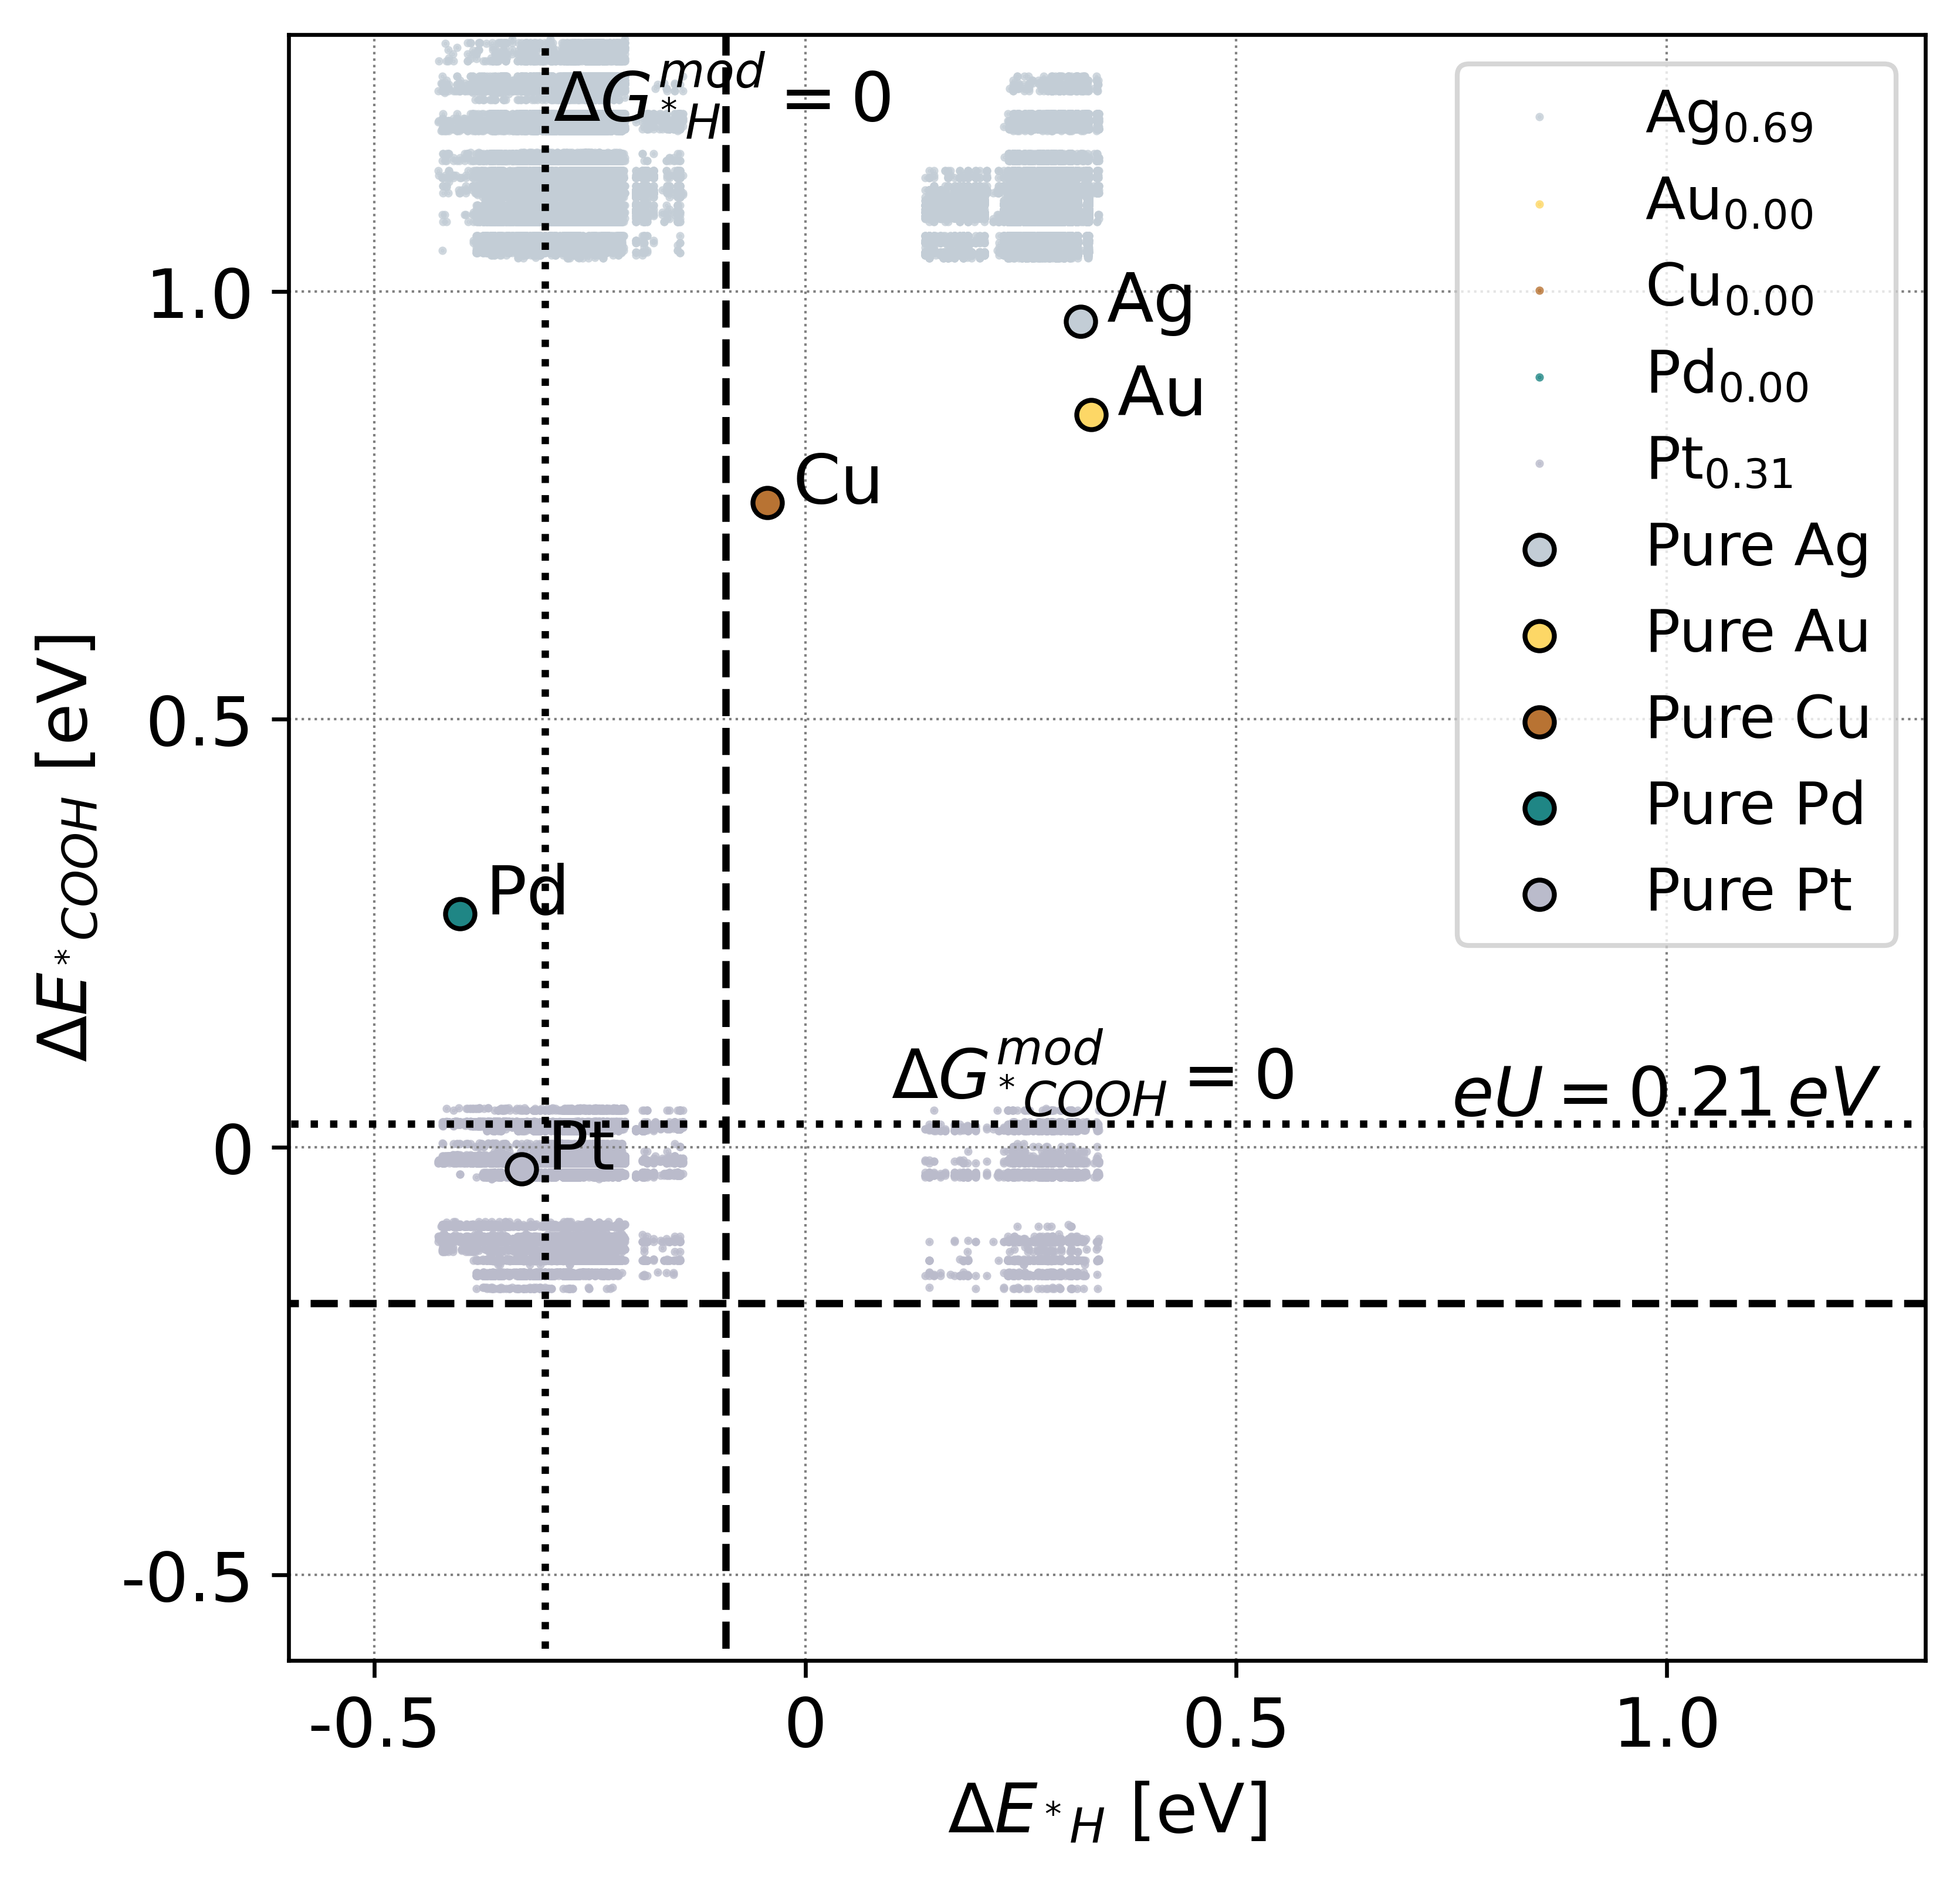 ΔG*H^mod = 0
Ag0.69
Au0.00
Cu0.00
Pd0.00
Pt0.31
Pure Ag
Pure Au
Pure Cu
Pure Pd
Pure Pt
Ag
Au
Cu
Pd
Pt
ΔG*COOH^mod = 0
eU = 0.21 eV
1.0
0.5
0
-0.5
ΔE*COOH [eV]
-0.5
0
0.5
1.0
ΔE*H [eV]